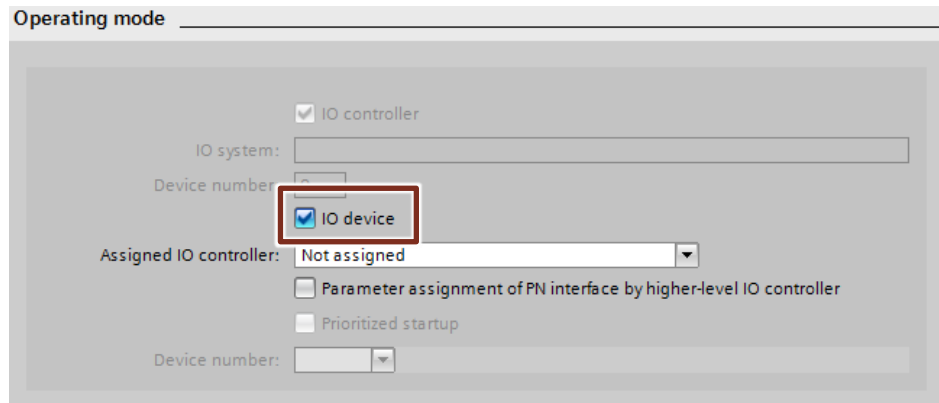 Operating mode
IO controller
IO system:
Device number:
IO device
Assigned IO controller: Not assigned
Parameter assignment of PN interface by higher-level IO controller
Prioritized startup
Device number: